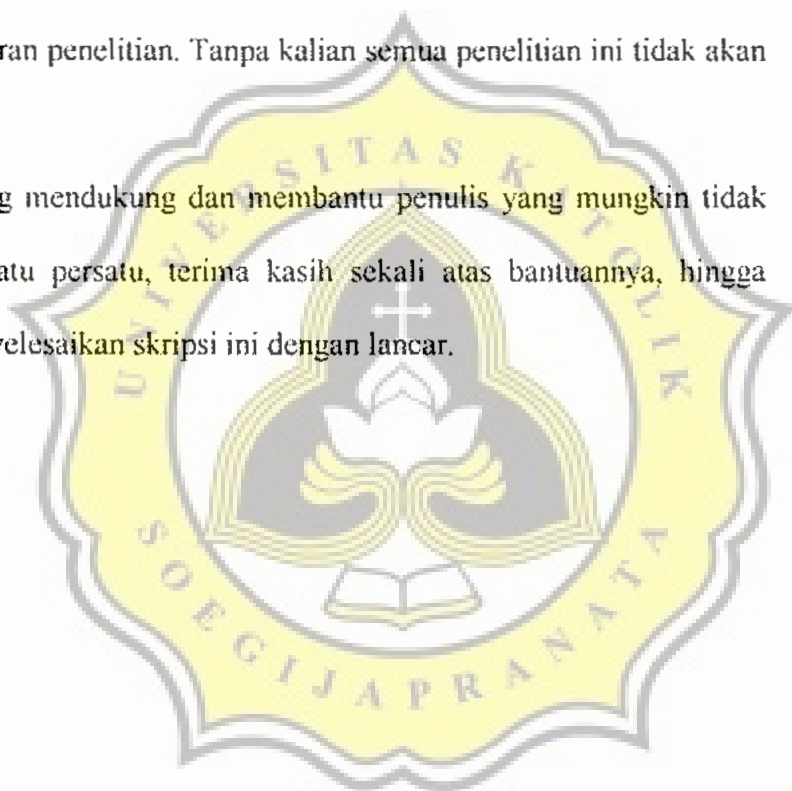 ran penelitian. Tanpa kalian semua penelitian ini tidak akan
g mendukung dan membantu penulis yang mungkin tidak
atu persatu, terima kasih sekali atas bantuannya, hingga
yelesaikan skripsi ini dengan lancar.
UNIVERSITAS KATOLIK
SOEGIJAPRANATA